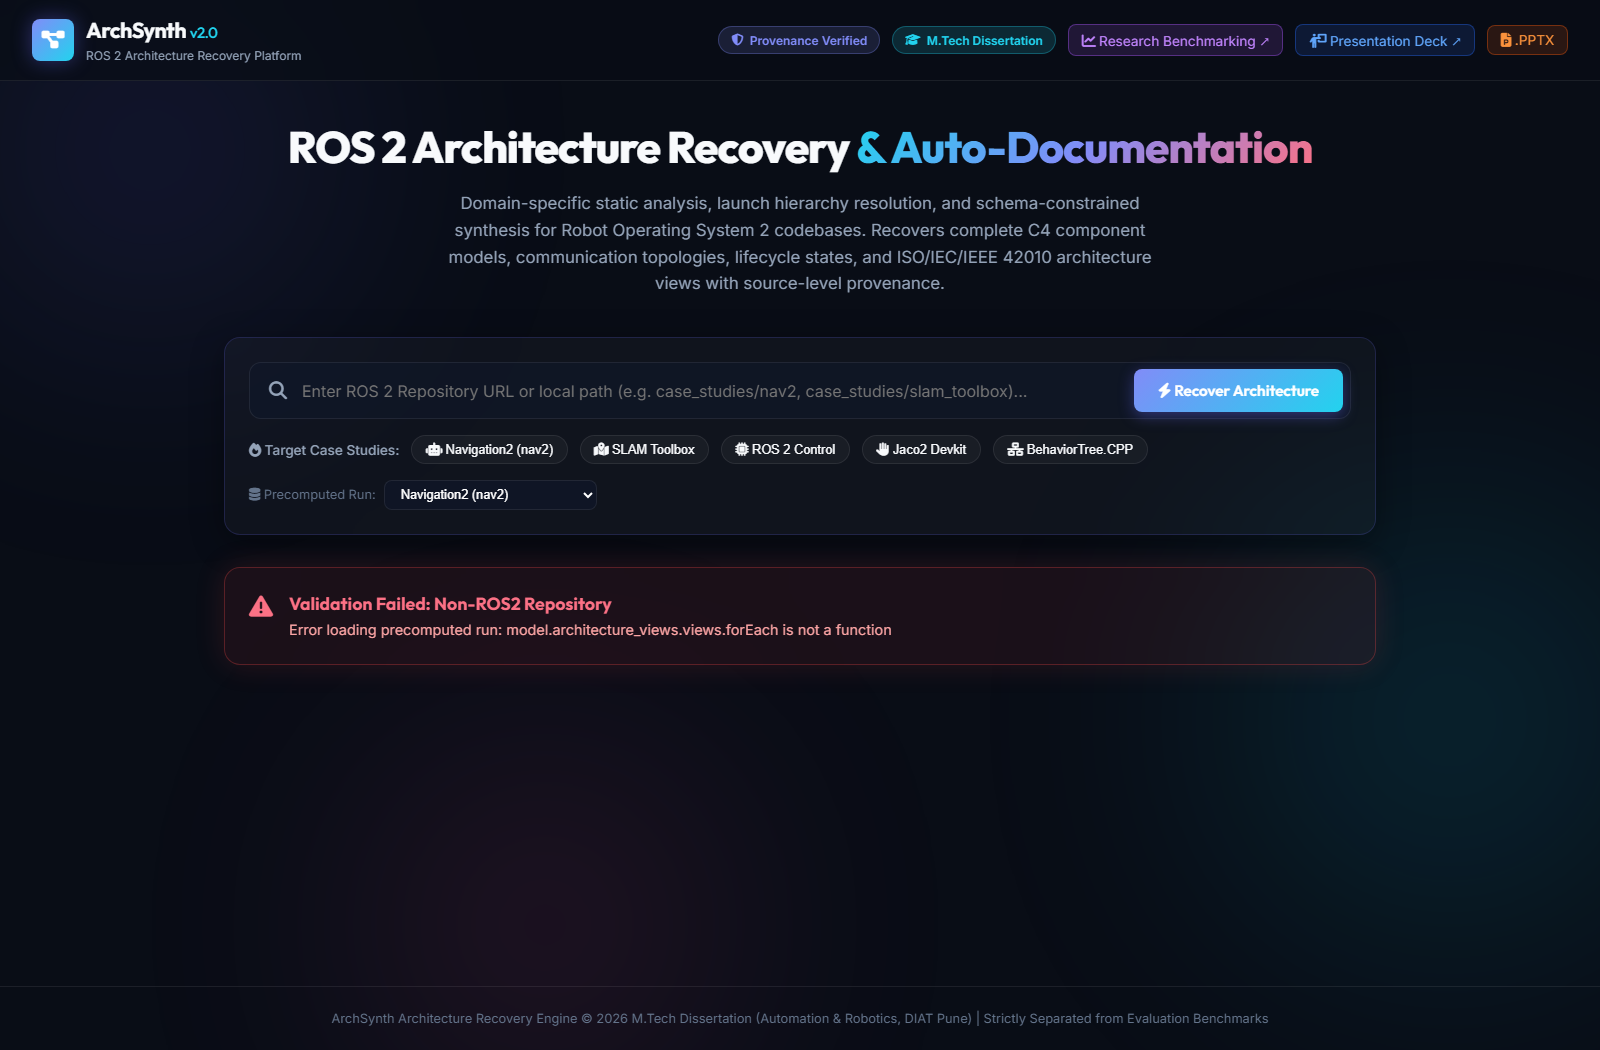 ArchSynth v2.0
ROS 2 Architecture Recovery Platform
Provenance Verified
M.Tech Dissertation
Research Benchmarking ↗
Presentation Deck ↗
.PPTX
ROS 2 Architecture Recovery & Auto-Documentation
Domain-specific static analysis, launch hierarchy resolution, and schema-constrained
synthesis for Robot Operating System 2 codebases. Recovers complete C4 component
models, communication topologies, lifecycle states, and ISO/IEC/IEEE 42010 architecture
views with source-level provenance.
Enter ROS 2 Repository URL or local path (e.g. case_studies/nav2, case_studies/slam_toolbox)...
Recover Architecture
Target Case Studies:
Navigation2 (nav2)
SLAM Toolbox
ROS 2 Control
Jaco2 Devkit
BehaviorTree.CPP
Precomputed Run:
Navigation2 (nav2)
Validation Failed: Non-ROS2 Repository
Error loading precomputed run: model.architecture_views.views.forEach is not a function
ArchSynth Architecture Recovery Engine © 2026 M.Tech Dissertation (Automation & Robotics, DIAT Pune) | Strictly Separated from Evaluation Benchmarks